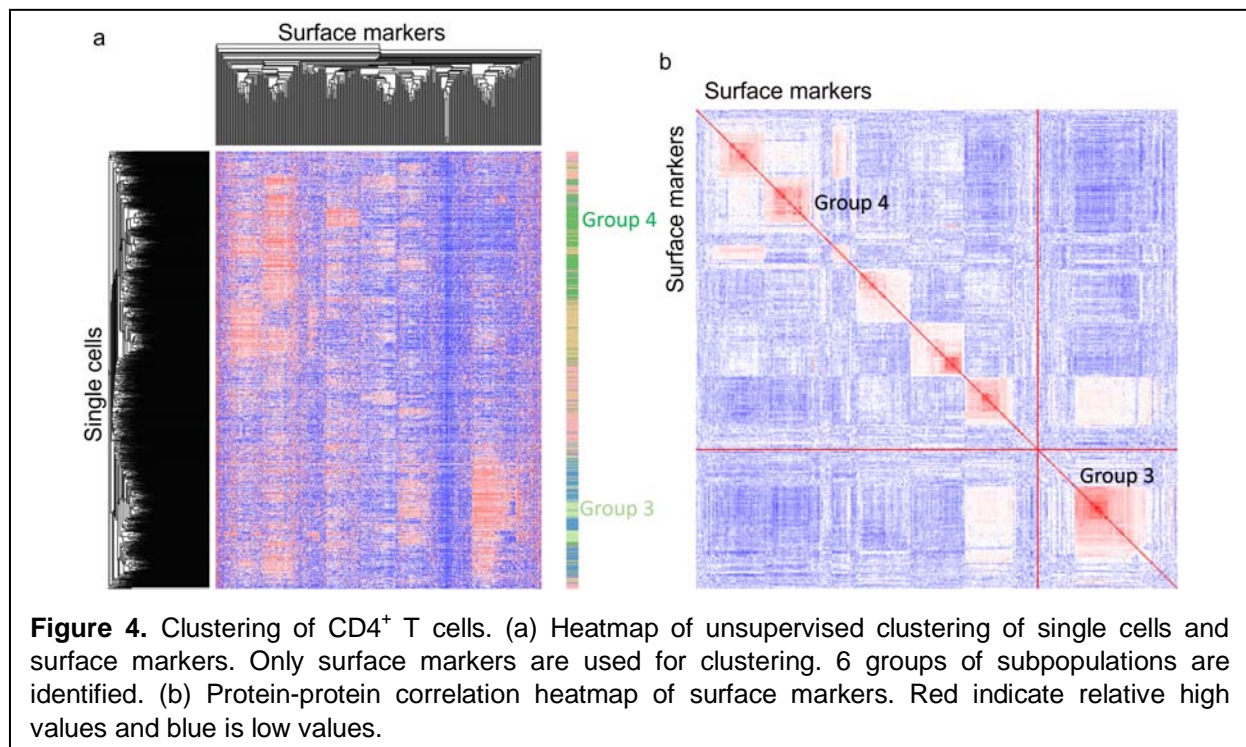 a
Surface markers
Single cells
Group 4
Group 3
b
Surface markers
Surface markers
Group 4
Group 3
Figure 4. Clustering of CD4⁺ T cells. (a) Heatmap of unsupervised clustering of single cells and
surface markers. Only surface markers are used for clustering. 6 groups of subpopulations are
identified. (b) Protein-protein correlation heatmap of surface markers. Red indicate relative high
values and blue is low values.